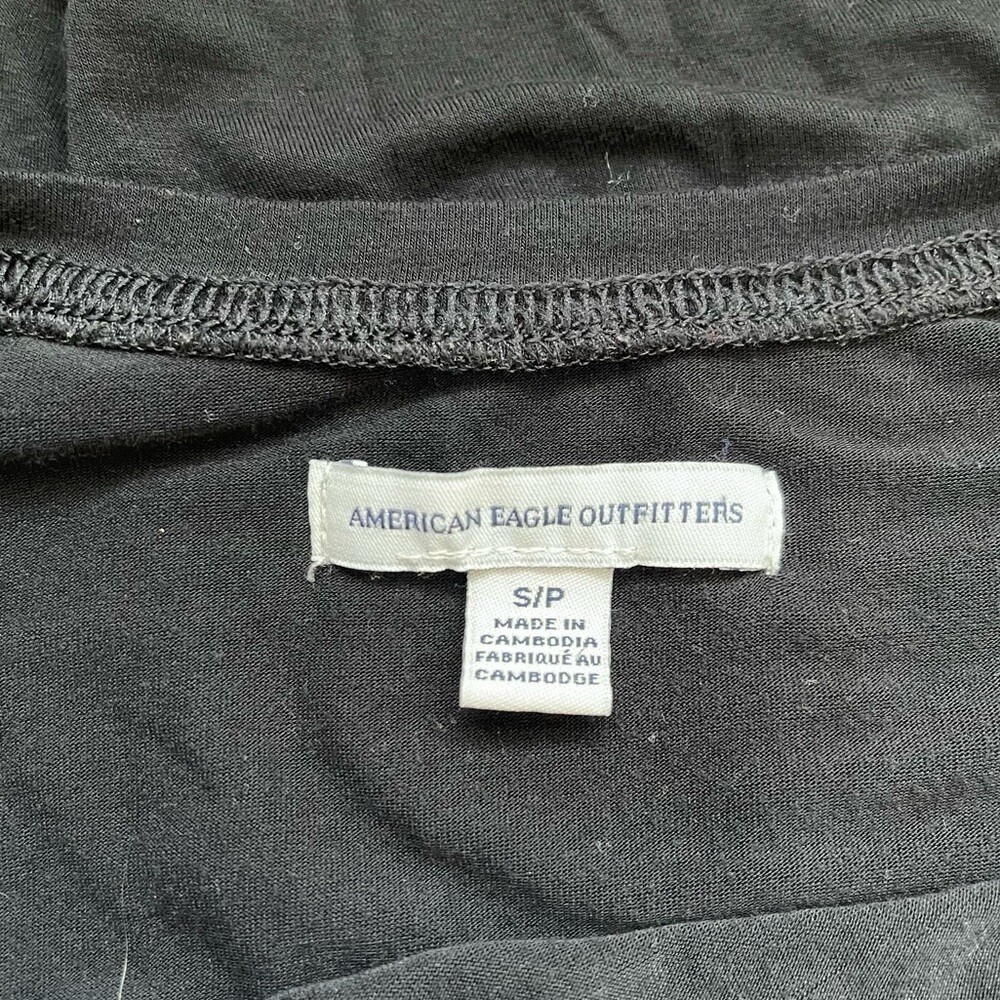 AMERICAN EAGLE OUTFITTERS
S/P
MADE IN
CAMBODIA
FABRIQUÉ AU
CAMBODGE